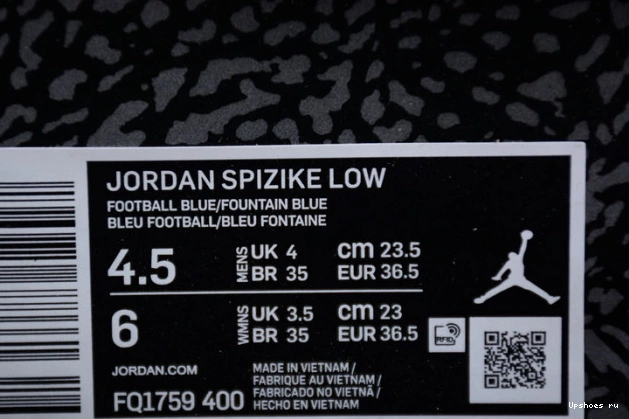 JORDAN SPIZIKE LOW
FOOTBALL BLUE/FOUNTAIN BLUE
BLEU FOOTBALL/BLEU FONTAINE
4.5 MENS UK 4 cm 23.5
BR 35 EUR 36.5
6 WMNS UK 3.5 cm 23
BR 35 EUR 36.5
RFID
JORDAN.COM
FQ1759 400
MADE IN VIETNAM /
FABRIQUE AU VIETNAM /
FABRICADO NO VIETNÃ /
HECHO EN VIETNAM
Upshoes ru